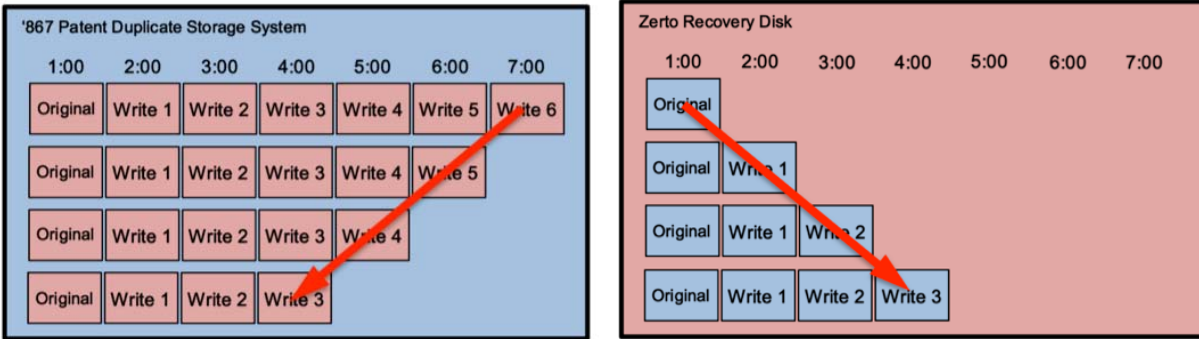 '867 Patent Duplicate Storage System
1:00 2:00 3:00 4:00 5:00 6:00 7:00
Original Write 1 Write 2 Write 3 Write 4 Write 5 Write 6
Original Write 1 Write 2 Write 3 Write 4 Write 5
Original Write 1 Write 2 Write 3 Write 4
Original Write 1 Write 2 Write 3
Zerto Recovery Disk
1:00 2:00 3:00 4:00 5:00 6:00 7:00
Original
Original Write 1
Original Write 1 Write 2
Original Write 1 Write 2 Write 3